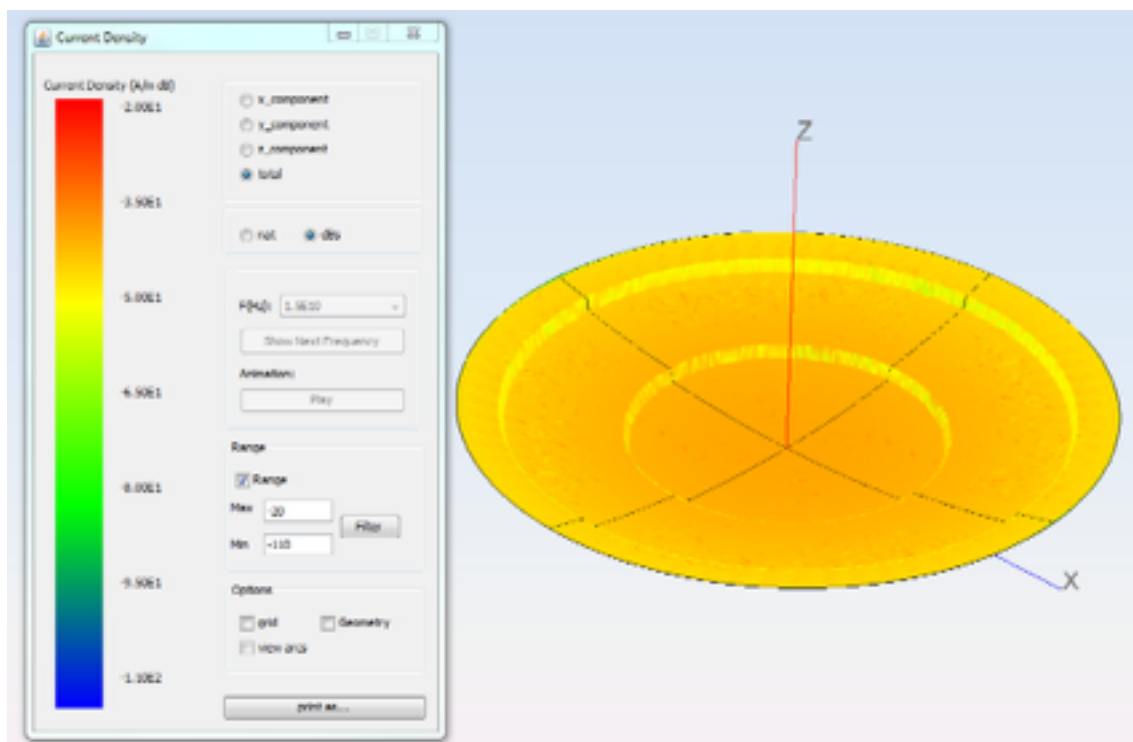 Current Density
Current Density (A/m dB)
-2.00E1
-3.50E1
-5.00E1
-6.50E1
-8.00E1
-9.50E1
-1.10E2
x_component
y_component
z_component
total
nat
dBs
F(Hz):
Show Next Frequency
Animation:
Play
Range
Range
Max
-20
Min
-110
Filter
Options
grid
Geometry
view arcs
print as...
Z
X